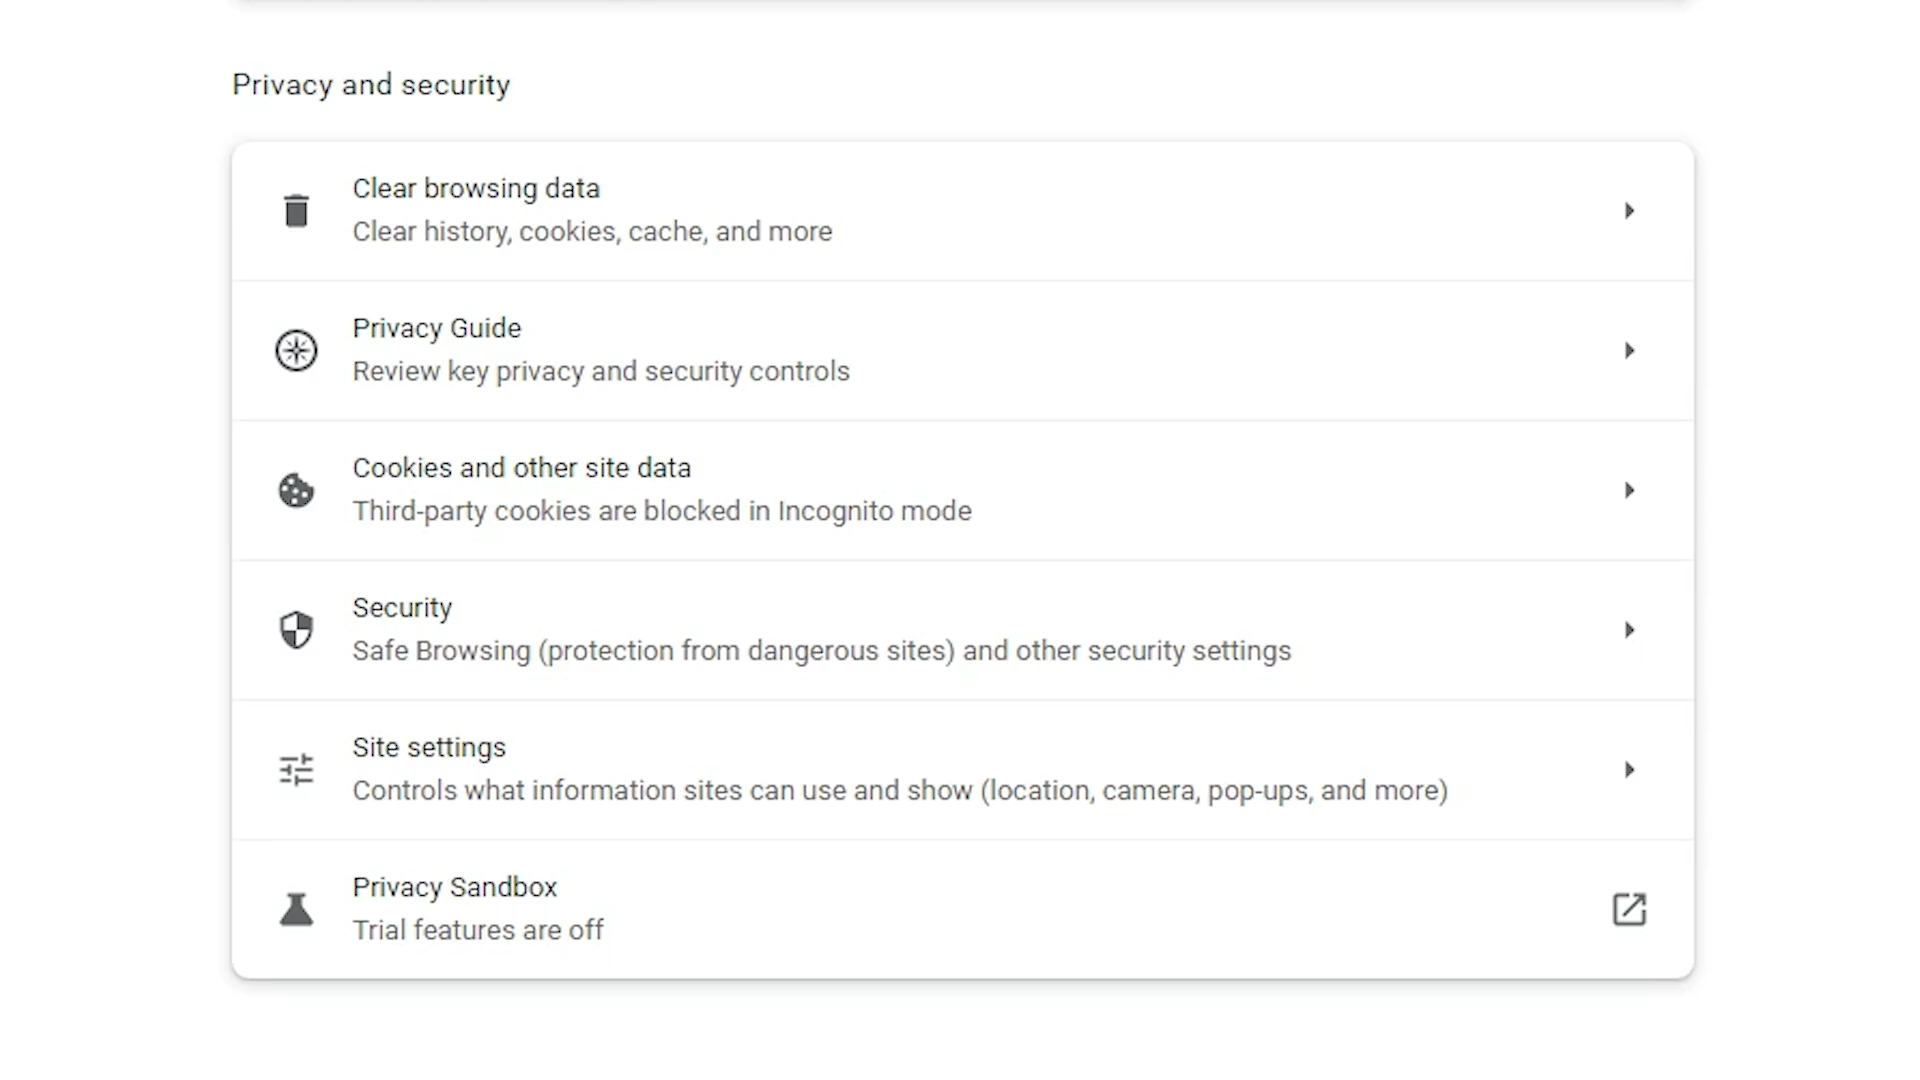 Privacy and security
Clear browsing data
Clear history, cookies, cache, and more
Privacy Guide
Review key privacy and security controls
Cookies and other site data
Third-party cookies are blocked in Incognito mode
Security
Safe Browsing (protection from dangerous sites) and other security settings
Site settings
Controls what information sites can use and show (location, camera, pop-ups, and more)
Privacy Sandbox
Trial features are off